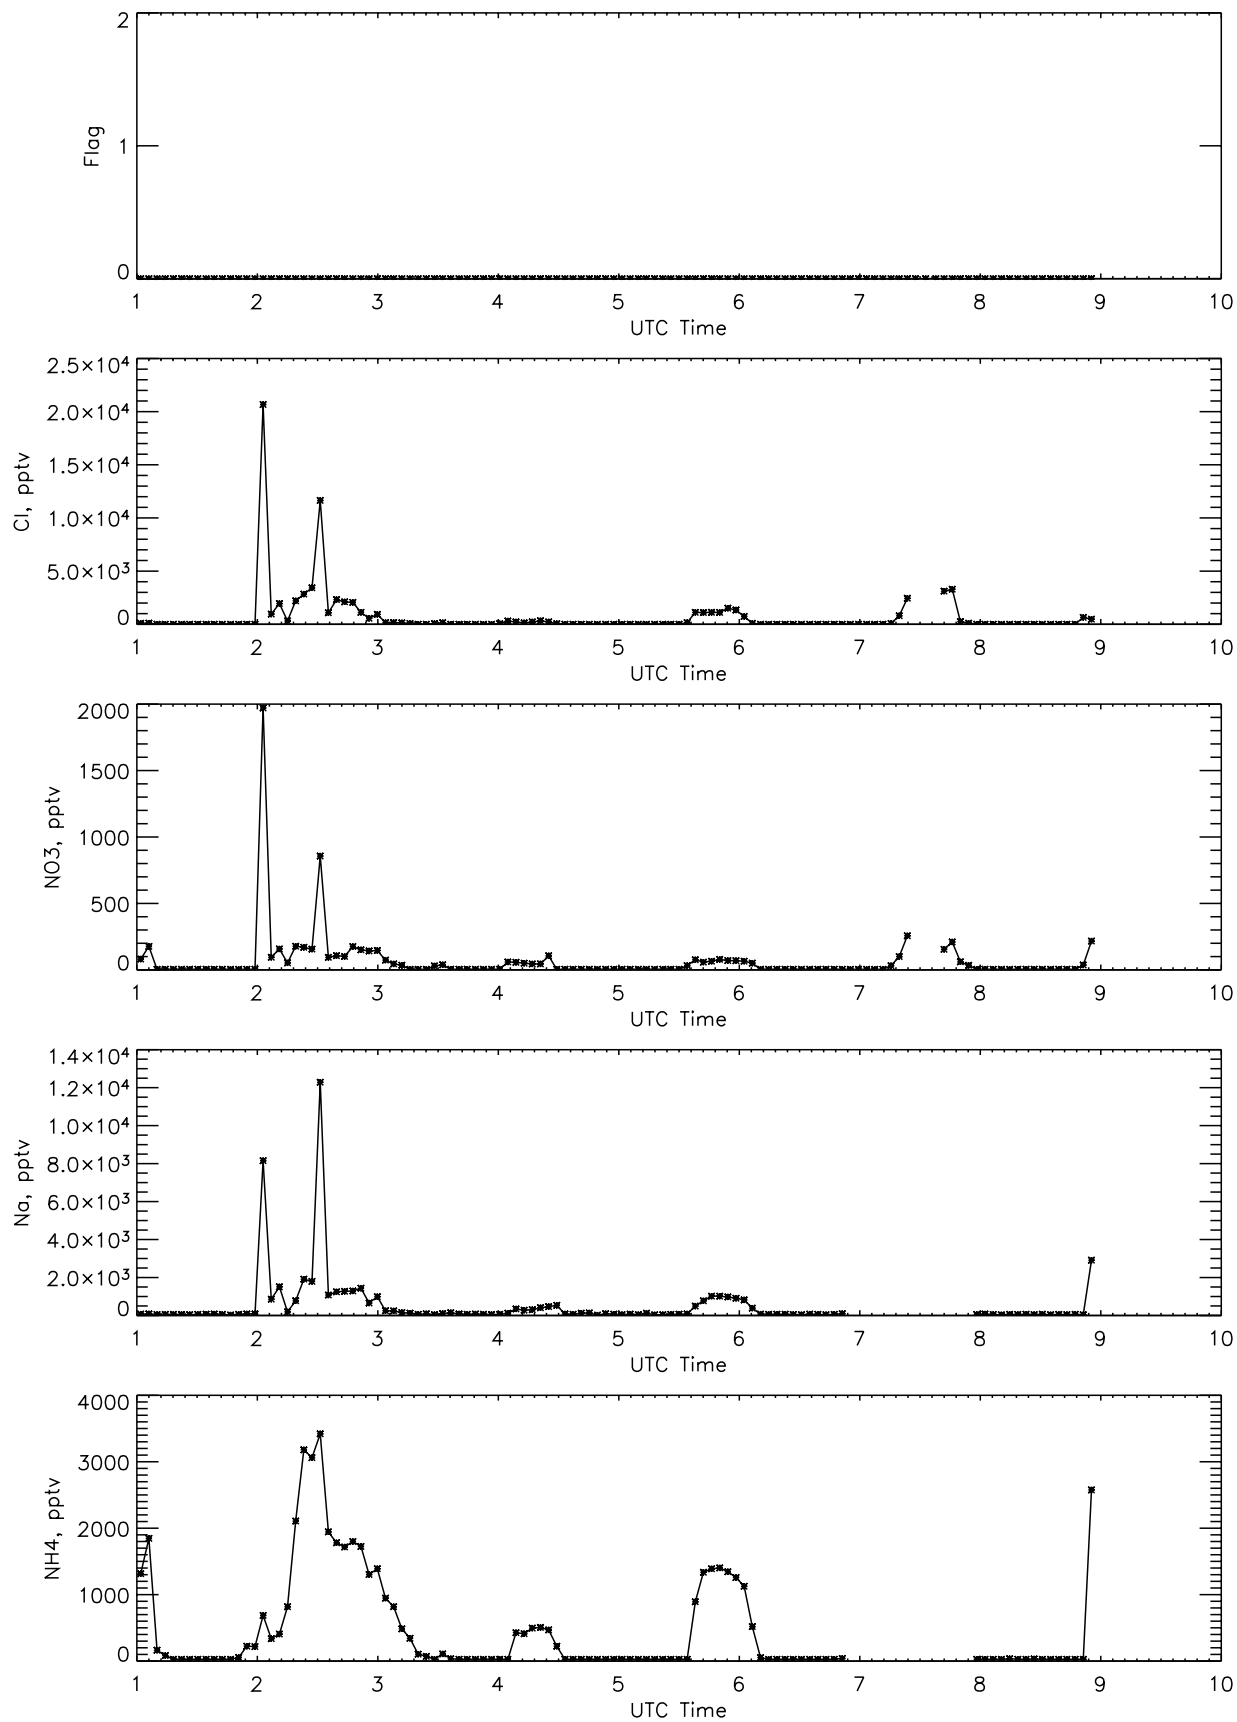 2
1
0
Flag
1 2 3 4 5 6 7 8 9 10
UTC Time
2.5×10⁴
2.0×10⁴
1.5×10⁴
1.0×10⁴
5.0×10³
0
Cl, pptv
1 2 3 4 5 6 7 8 9 10
UTC Time
2000
1500
1000
500
0
NO3, pptv
1 2 3 4 5 6 7 8 9 10
UTC Time
1.4×10⁴
1.2×10⁴
1.0×10⁴
8.0×10³
6.0×10³
4.0×10³
2.0×10³
0
Na, pptv
1 2 3 4 5 6 7 8 9 10
UTC Time
4000
3000
2000
1000
0
NH4, pptv
1 2 3 4 5 6 7 8 9 10
UTC Time